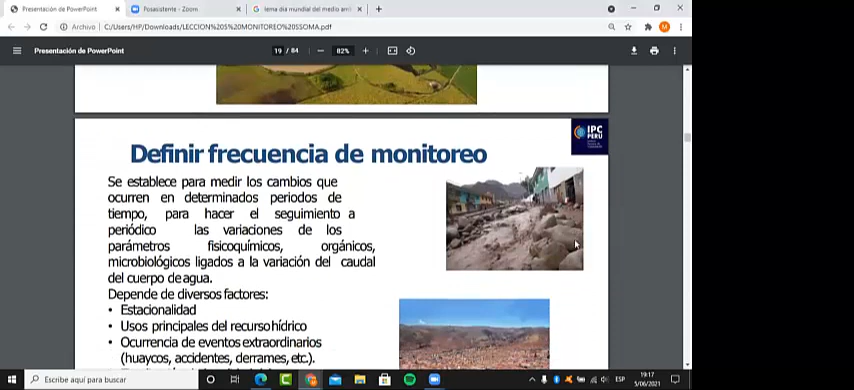 Presentación de PowerPoint
Posasistente - Zoom
lema dia mundial del medio am
Archivo
C:/Users/HP/Downloads/LECCION%205%20MONITOREO%20SSOMA.pdf
M
Presentación de PowerPoint
19 / 84
82%
IPC
PERÚ
Definir frecuencia de monitoreo
Se establece para medir los cambios que
ocurren en determinados periodos de
tiempo, para hacer el seguimiento a
periódico las variaciones de los
parámetros fisicoquímicos, orgánicos,
microbiológicos ligados a la variación del caudal
del cuerpo de agua.
Depende de diversos factores:
• Estacionalidad
• Usos principales del recurso hídrico
• Ocurrencia de eventos extraordinarios
(huaycos, accidentes, derrames, etc.).
Escribe aquí para buscar
ESP
19:17
5/06/2021